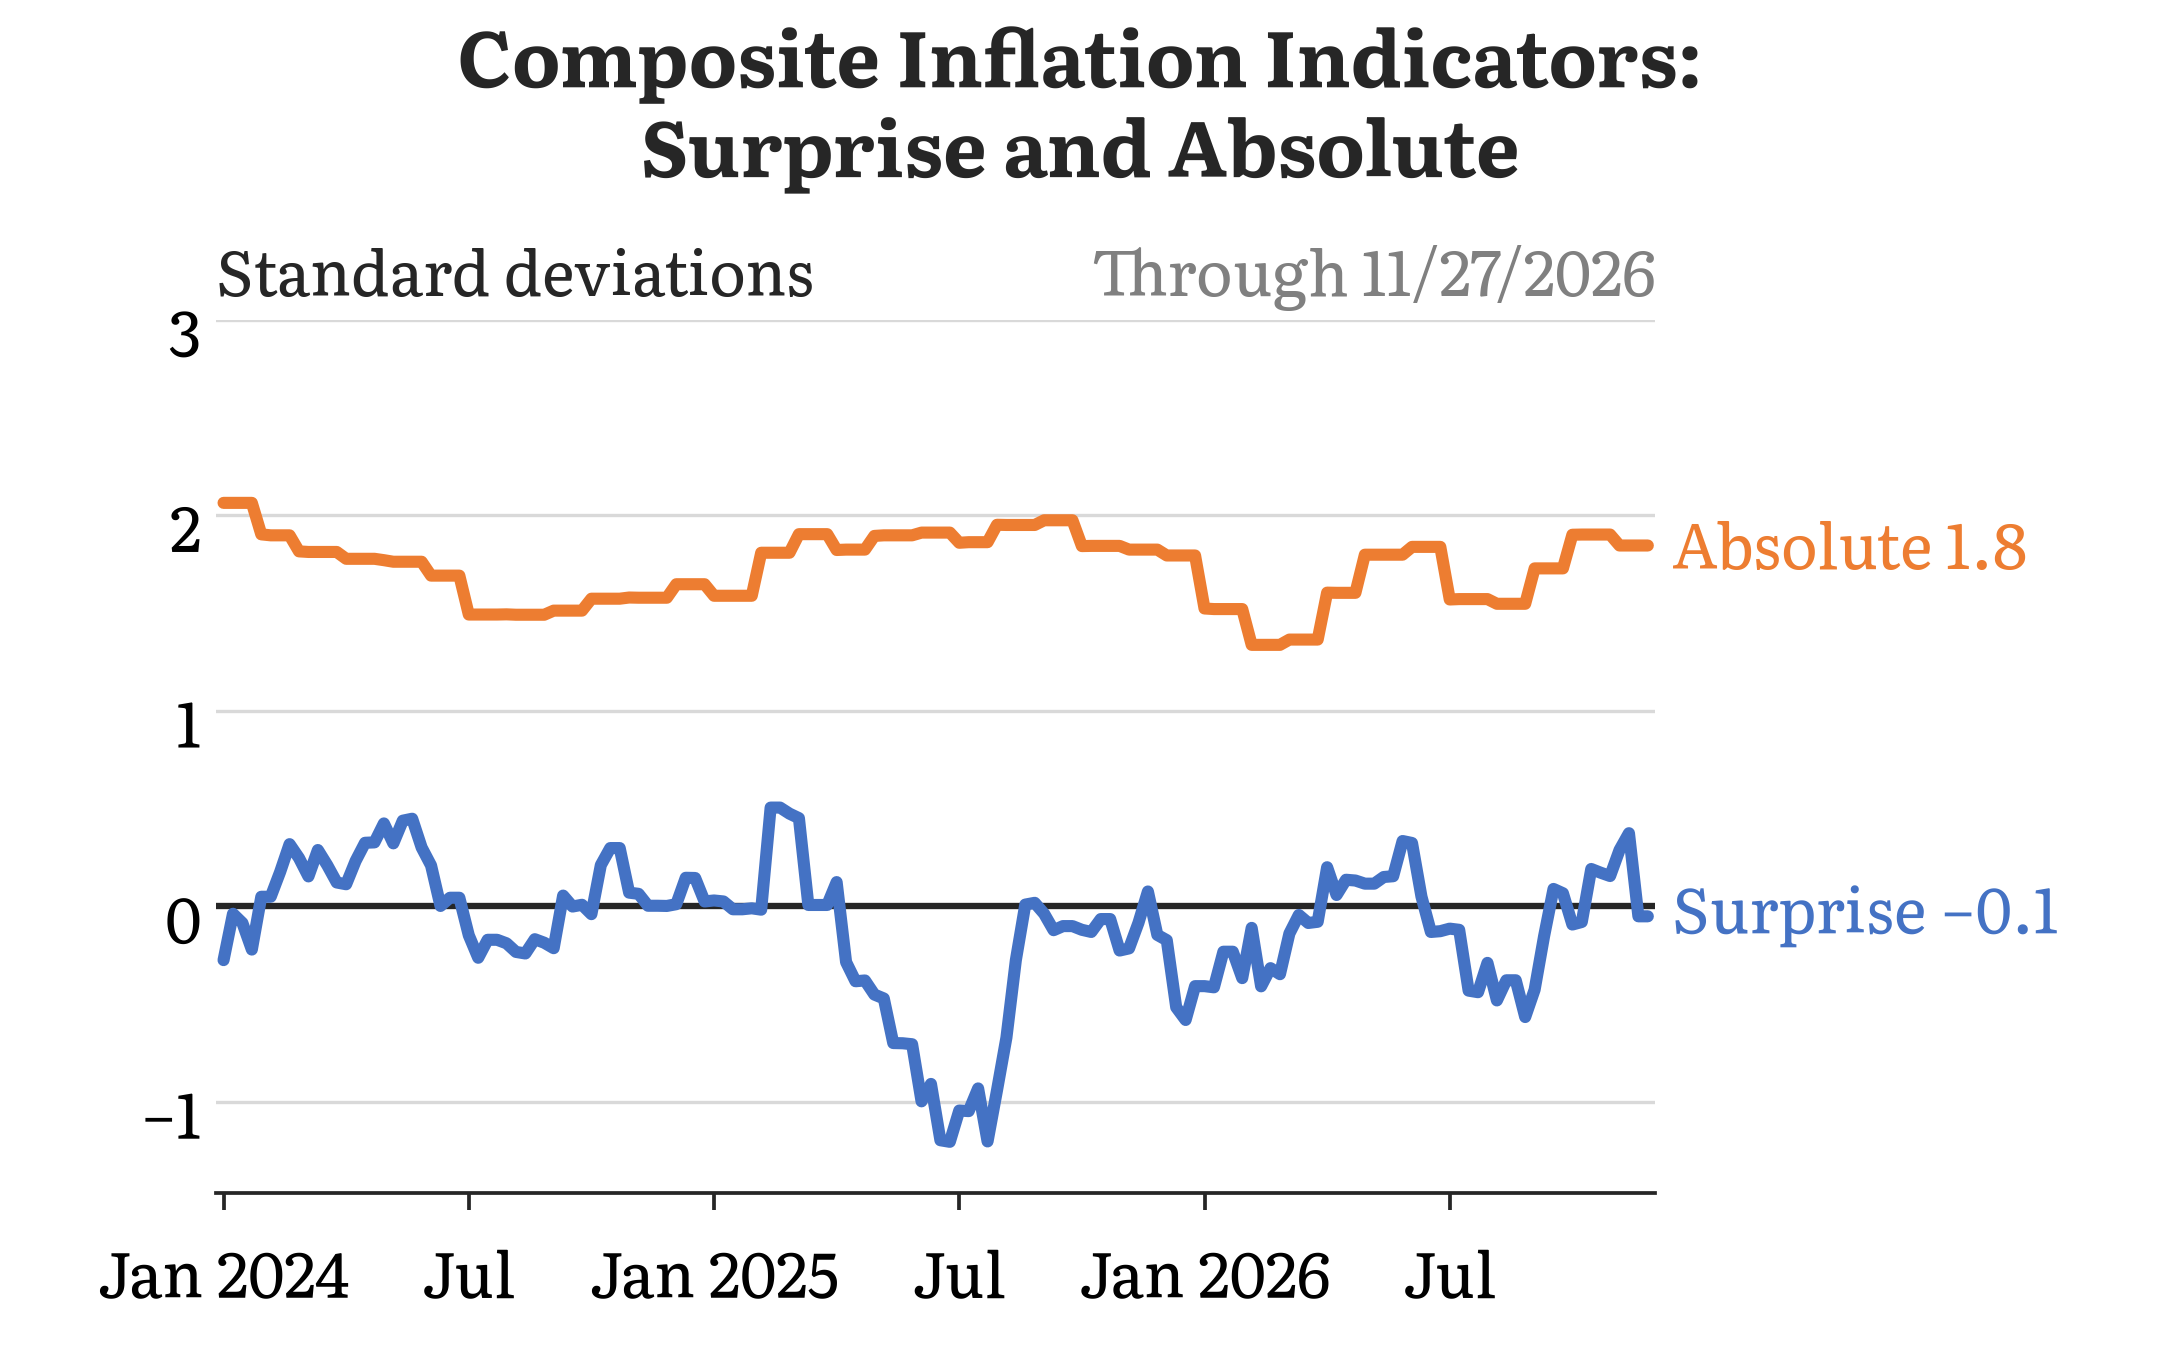 Composite Inflation Indicators:
Surprise and Absolute
Standard deviations
Through 11/27/2026
3
2
Absolute 1.8
1
0
Surprise −0.1
−1
Jan 2024
Jul
Jan 2025
Jul
Jan 2026
Jul